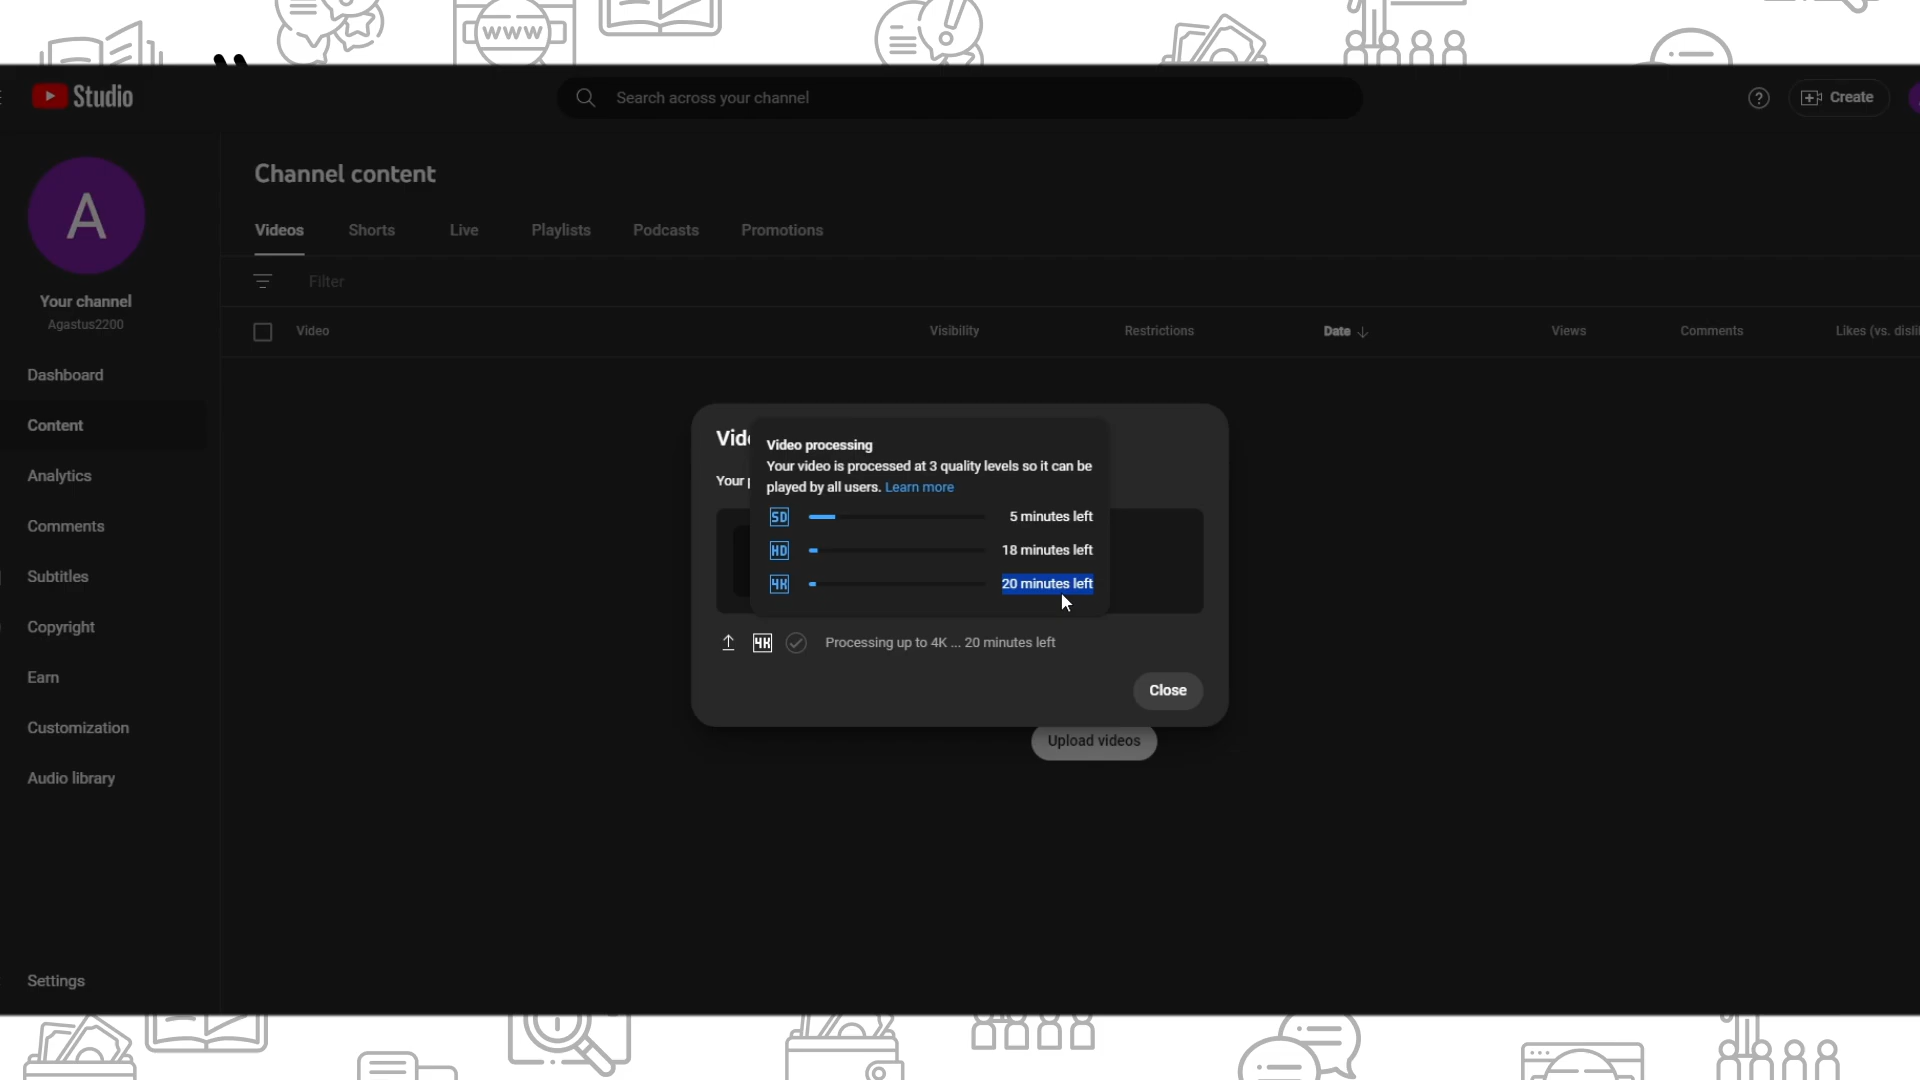 www
Studio
Search across your channel
Create
A
Your channel
Agastus2200
Dashboard
Content
Analytics
Comments
Subtitles
Copyright
Earn
Customization
Audio library
Settings
Channel content
Videos Shorts Live Playlists Podcasts Promotions
Filter
Video Visibility Restrictions Date Views Comments Likes (vs.
Video processing
Your video is processed at 3 quality levels so it can be
played by all users. Learn more
SD 5 minutes left
HD 18 minutes left
4K 20 minutes left
4K Processing up to 4K ... 20 minutes left
Close
Upload videos